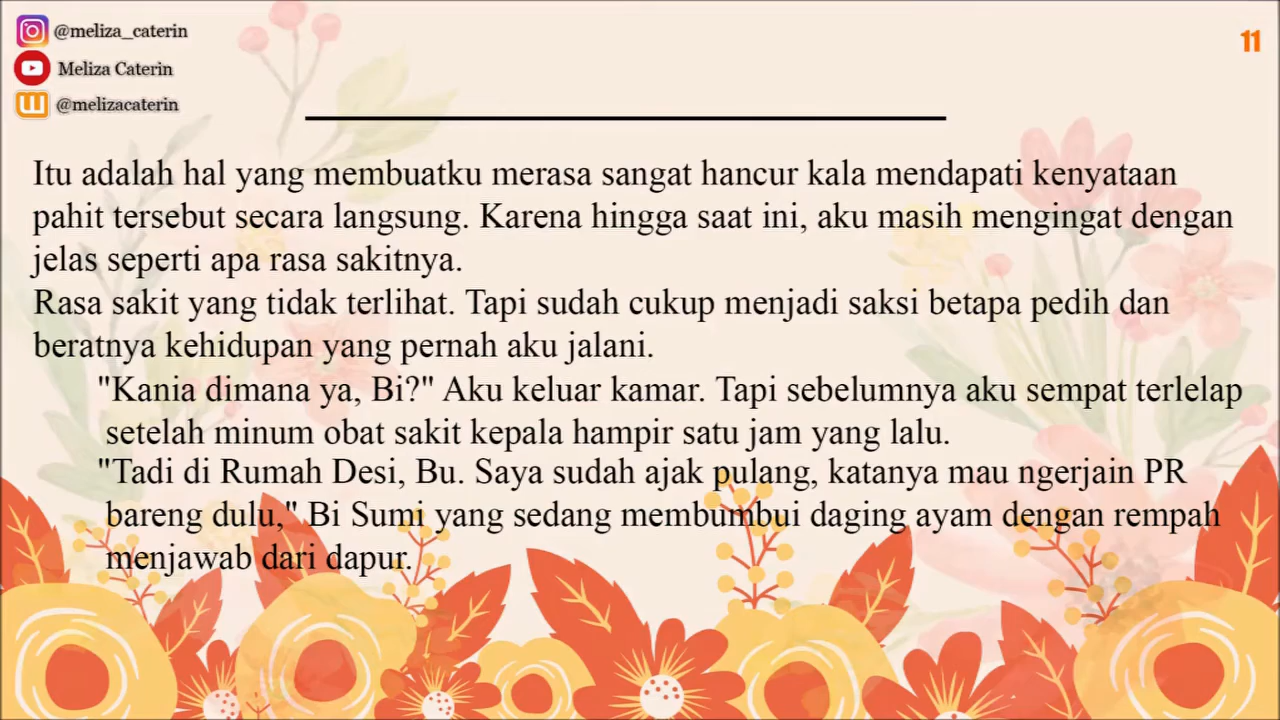 @meliza_caterin
Meliza Caterin
@melizacaterin
11
Itu adalah hal yang membuatku merasa sangat hancur kala mendapati kenyataan
pahit tersebut secara langsung. Karena hingga saat ini, aku masih mengingat dengan
jelas seperti apa rasa sakitnya.
Rasa sakit yang tidak terlihat. Tapi sudah cukup menjadi saksi betapa pedih dan
beratnya kehidupan yang pernah aku jalani.
"Kania dimana ya, Bi?" Aku keluar kamar. Tapi sebelumnya aku sempat terlelap
setelah minum obat sakit kepala hampir satu jam yang lalu.
"Tadi di Rumah Desi, Bu. Saya sudah ajak pulang, katanya mau ngerjain PR
bareng dulu," Bi Sumi yang sedang membumbui daging ayam dengan rempah
menjawab dari dapur.